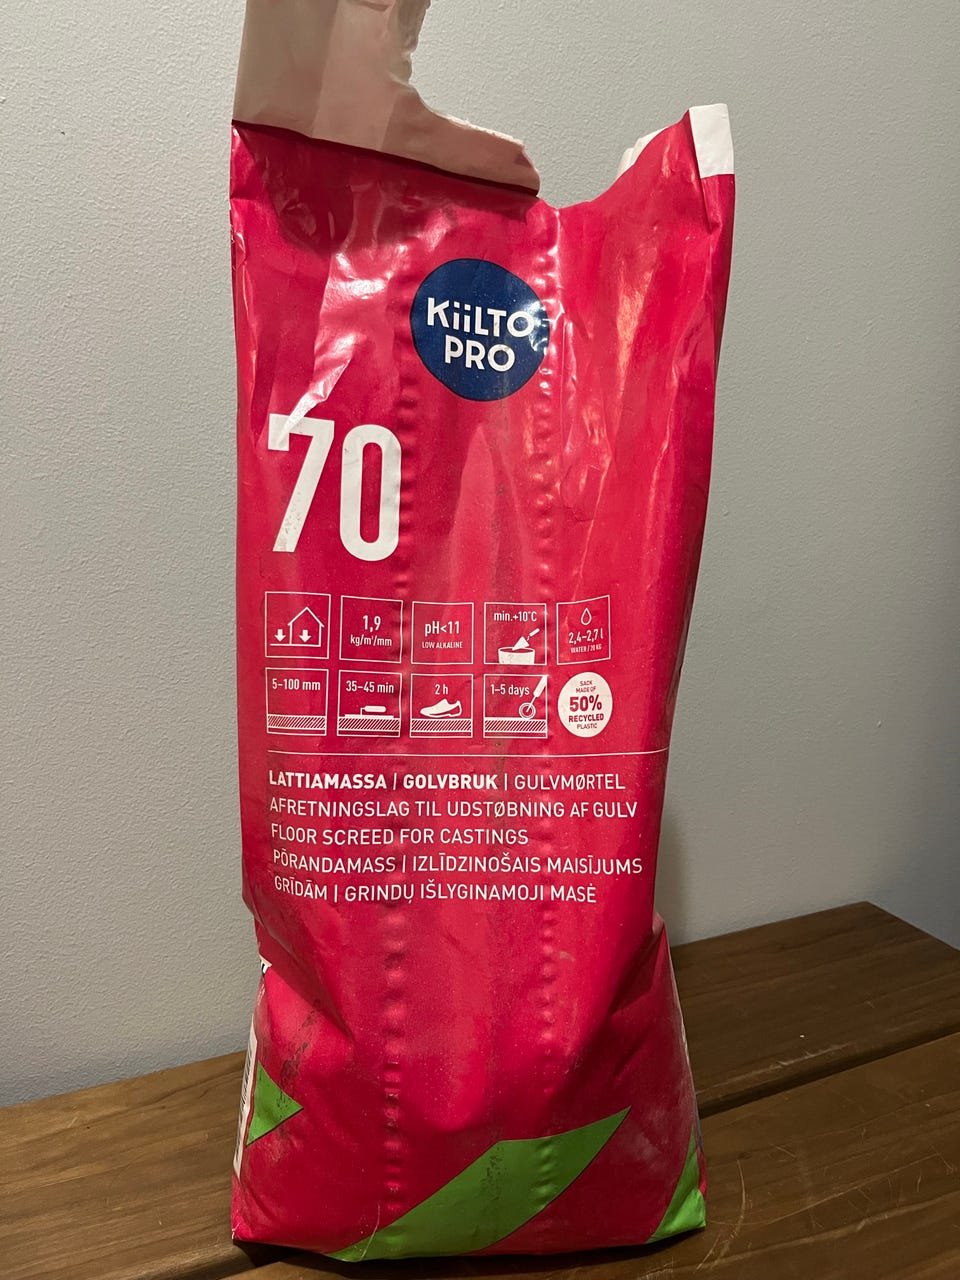 KiiLTO
PRO
70
1,9
kg/m²/mm
pH<11
LOW ALKALINE
min.+10°C
2,4–2,7 l
WATER / 20 KG
5–100 mm
35–45 min
2 h
1–5 days
SACK
MADE OF
50%
RECYCLED
PLASTIC
LATTIAMASSA | GOLVBRUK | GULVMØRTEL
AFRETNINGSLAG TIL UDSTØBNING AF GULV
FLOOR SCREED FOR CASTINGS
PÕRANDAMASS | IZLĪDZINOŠAIS MAISĪJUMS
GRĪDĀM | GRINDŲ IŠLYGINAMOJI MASĖ